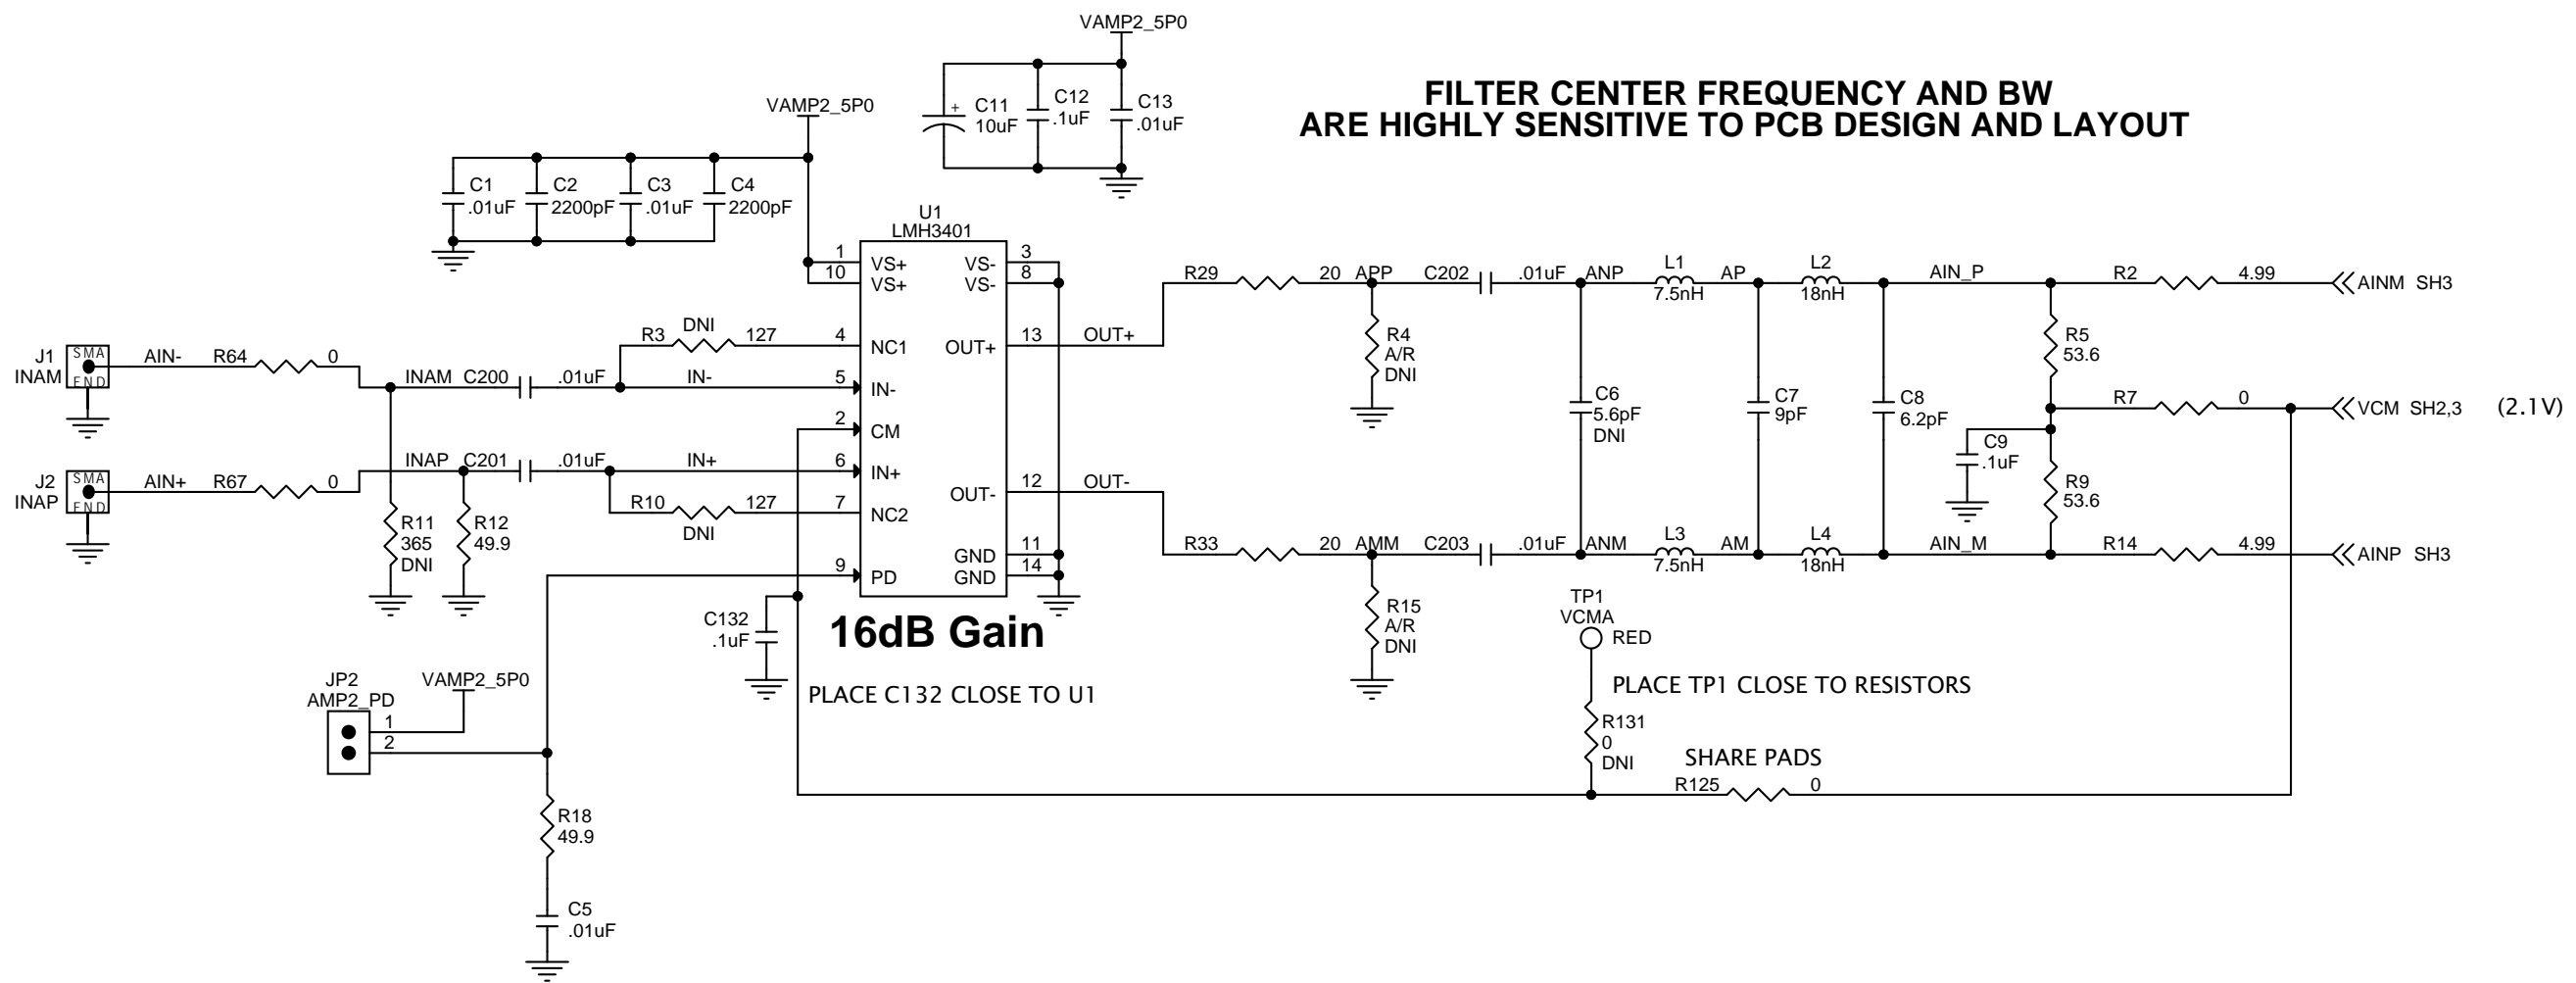 VAMP2_5P0
FILTER CENTER FREQUENCY AND BW
ARE HIGHLY SENSITIVE TO PCB DESIGN AND LAYOUT
+
C11
10uF
C12
.1uF
C13
.01uF
VAMP2_5P0
C1
.01uF
C2
2200pF
C3
.01uF
C4
2200pF
U1
LMH3401
1 VS+
10 VS+
VS- 3
VS- 8
4 NC1
5 IN-
2 CM
6 IN+
7 NC2
9 PD
OUT+ 13
OUT- 12
GND 11
GND 14
16dB Gain
J1
INAM
SMA
END
AIN- R64 0
INAM C200 .01uF IN-
R3 DNI 127
J2
INAP
SMA
END
AIN+ R67 0
INAP C201 .01uF IN+
R10 127
DNI
R11
365
DNI
R12
49.9
C132
.1uF
PLACE C132 CLOSE TO U1
JP2
AMP2_PD
1
2
VAMP2_5P0
R18
49.9
C5
.01uF
OUT+
OUT-
R29 20 APP C202 .01uF ANP
L1
7.5nH
AP
L2
18nH
AIN_P
R2 4.99
AINM SH3
R4
A/R
DNI
C6
5.6pF
DNI
C7
9pF
C8
6.2pF
R5
53.6
R7 0
VCM SH2,3 (2.1V)
C9
.1uF
R9
53.6
R33 20 AMM C203 .01uF ANM
L3
7.5nH
AM
L4
18nH
AIN_M
R14 4.99
AINP SH3
R15
A/R
DNI
TP1
VCMA
RED
PLACE TP1 CLOSE TO RESISTORS
R131
0
DNI
SHARE PADS
R125 0